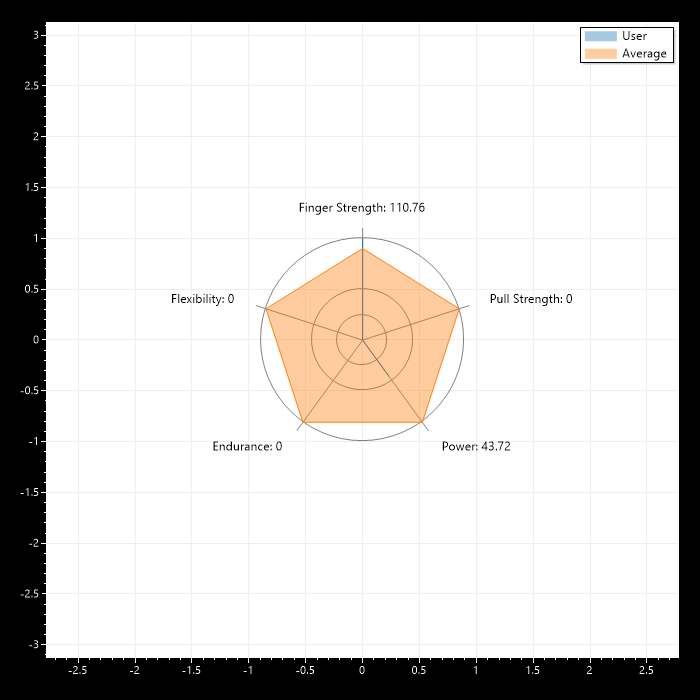 User
Average
3
2.5
2
1.5
Finger Strength: 110.76
1
0.5
Flexibility: 0
Pull Strength: 0
0
-0.5
-1
Endurance: 0
Power: 43.72
-1.5
-2
-2.5
-3
-2.5 -2 -1.5 -1 -0.5 0 0.5 1 1.5 2 2.5